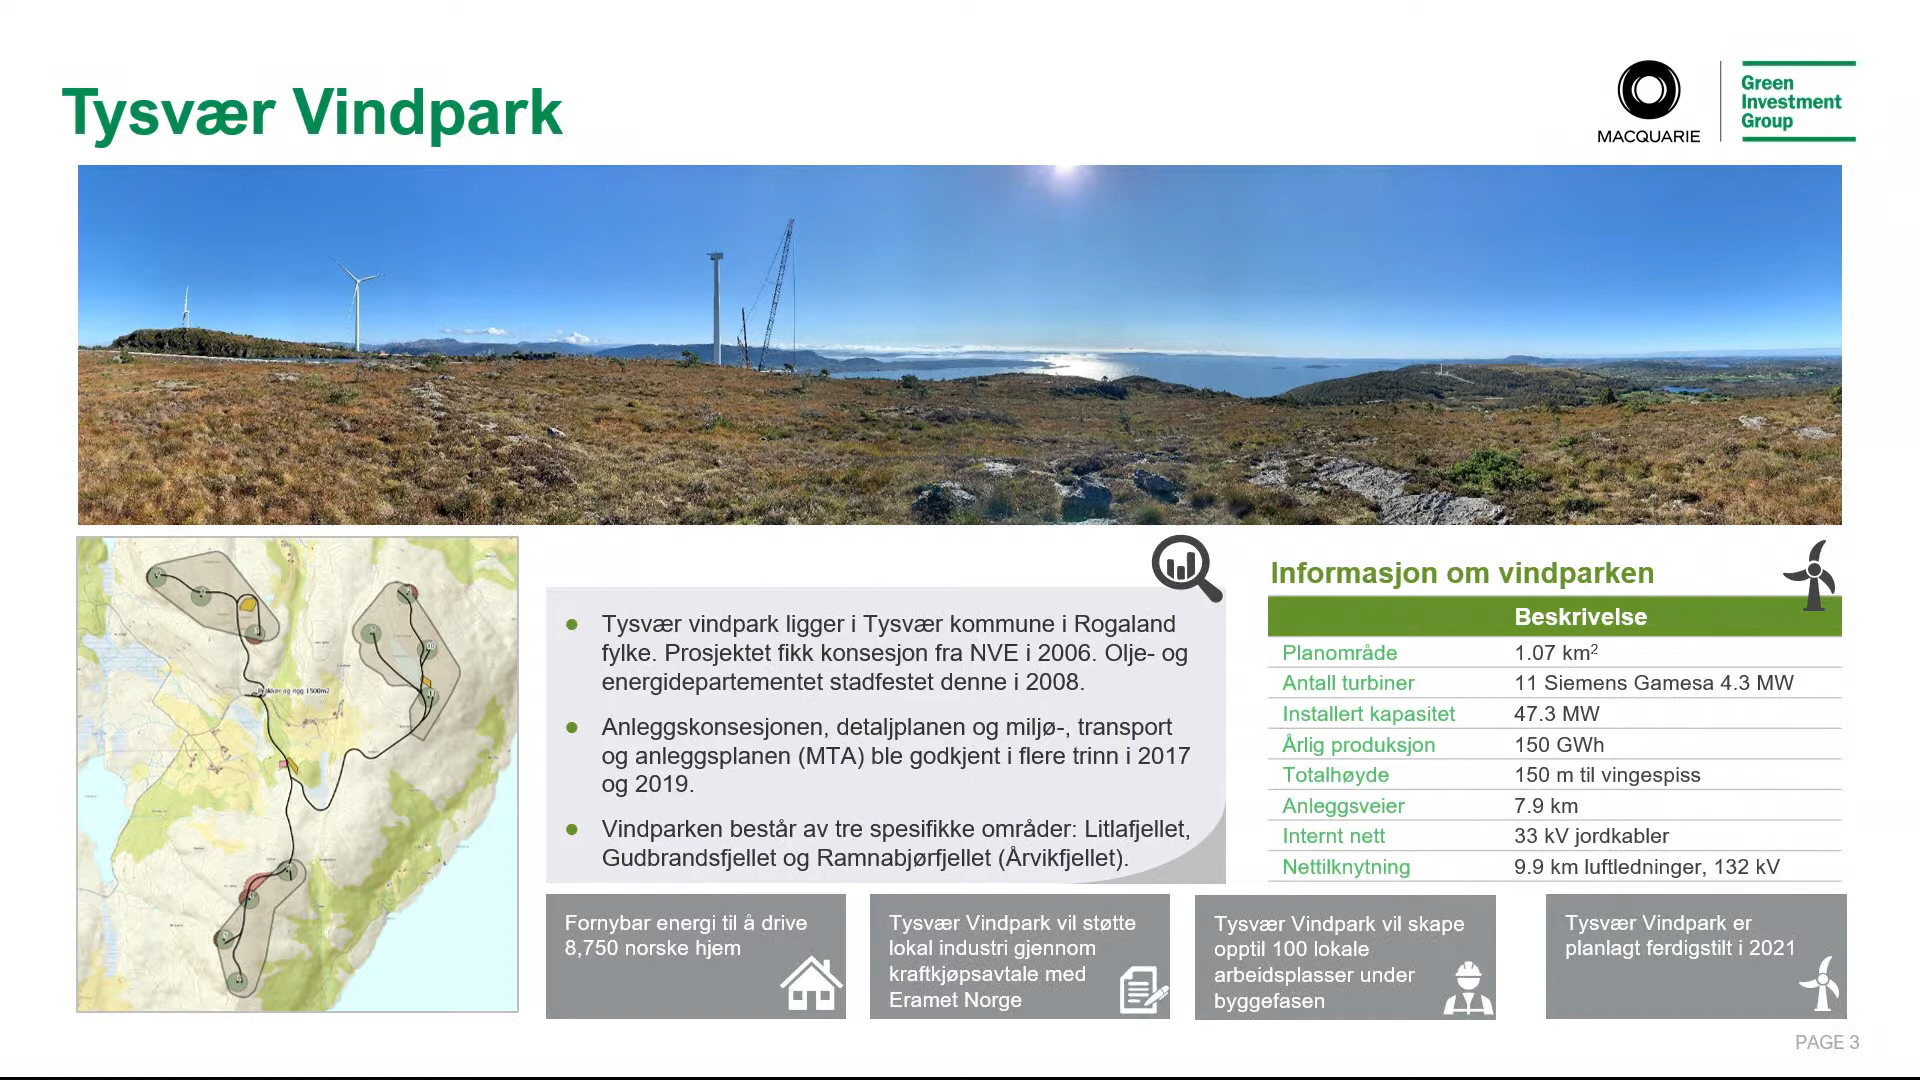 Tysvær Vindpark
MACQUARIE
Green
Investment
Group
Brakker og rigg 1500m2
Tysvær vindpark ligger i Tysvær kommune i Rogaland
fylke. Prosjektet fikk konsesjon fra NVE i 2006. Olje- og
energidepartementet stadfestet denne i 2008.
Anleggskonsesjonen, detaljplanen og miljø-, transport
og anleggsplanen (MTA) ble godkjent i flere trinn i 2017
og 2019.
Vindparken består av tre spesifikke områder: Litlafjellet,
Gudbrandsfjellet og Ramnabjørfjellet (Årvikfjellet).
Informasjon om vindparken
Beskrivelse
Planområde 1.07 km²
Antall turbiner 11 Siemens Gamesa 4.3 MW
Installert kapasitet 47.3 MW
Årlig produksjon 150 GWh
Totalhøyde 150 m til vingespiss
Anleggsveier 7.9 km
Internt nett 33 kV jordkabler
Nettilknytning 9.9 km luftledninger, 132 kV
Fornybar energi til å drive
8,750 norske hjem
Tysvær Vindpark vil støtte
lokal industri gjennom
kraftkjøpsavtale med
Eramet Norge
Tysvær Vindpark vil skape
opptil 100 lokale
arbeidsplasser under
byggefasen
Tysvær Vindpark er
planlagt ferdigstilt i 2021
PAGE 3